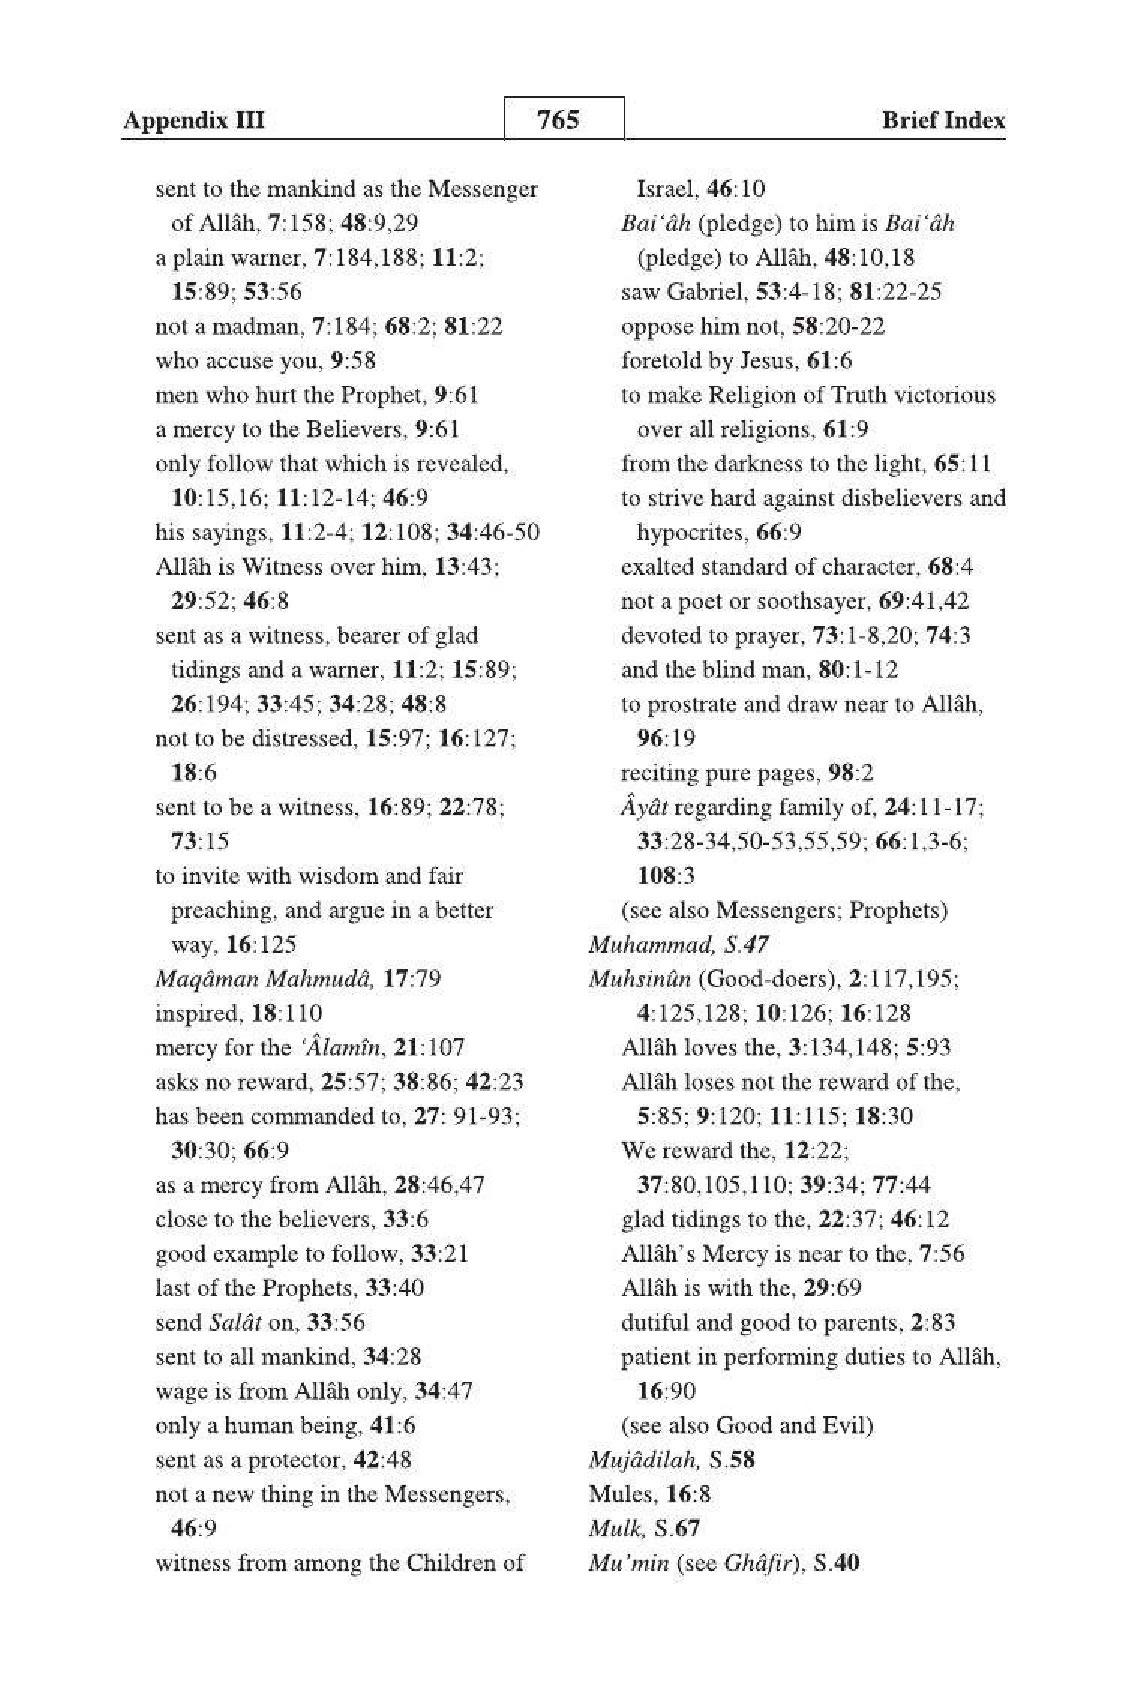 Appendix III 765 Brief Index
sent to the mankind as the Messenger
of Allâh, 7:158; 48:9,29
a plain warner, 7:184,188; 11:2;
15:89; 53:56
not a madman, 7:184; 68:2; 81:22
who accuse you, 9:58
men who hurt the Prophet, 9:61
a mercy to the Believers, 9:61
only follow that which is revealed,
10:15,16; 11:12-14; 46:9
his sayings, 11:2-4; 12:108; 34:46-50
Allâh is Witness over him, 13:43;
29:52; 46:8
sent as a witness, bearer of glad
tidings and a warner, 11:2; 15:89;
26:194; 33:45; 34:28; 48:8
not to be distressed, 15:97; 16:127;
18:6
sent to be a witness, 16:89; 22:78;
73:15
to invite with wisdom and fair
preaching, and argue in a better
way, 16:125
Maqâman Mahmudâ, 17:79
inspired, 18:110
mercy for the ‘Âlamîn, 21:107
asks no reward, 25:57; 38:86; 42:23
has been commanded to, 27: 91-93;
30:30; 66:9
as a mercy from Allâh, 28:46,47
close to the believers, 33:6
good example to follow, 33:21
last of the Prophets, 33:40
send Salât on, 33:56
sent to all mankind, 34:28
wage is from Allâh only, 34:47
only a human being, 41:6
sent as a protector, 42:48
not a new thing in the Messengers,
46:9
witness from among the Children of
Israel, 46:10
Bai‘âh (pledge) to him is Bai‘âh
(pledge) to Allâh, 48:10,18
saw Gabriel, 53:4-18; 81:22-25
oppose him not, 58:20-22
foretold by Jesus, 61:6
to make Religion of Truth victorious
over all religions, 61:9
from the darkness to the light, 65:11
to strive hard against disbelievers and
hypocrites, 66:9
exalted standard of character, 68:4
not a poet or soothsayer, 69:41,42
devoted to prayer, 73:1-8,20; 74:3
and the blind man, 80:1-12
to prostrate and draw near to Allâh,
96:19
reciting pure pages, 98:2
Âyât regarding family of, 24:11-17;
33:28-34,50-53,55,59; 66:1,3-6;
108:3
(see also Messengers; Prophets)
Muhammad, S.47
Muhsinûn (Good-doers), 2:117,195;
4:125,128; 10:126; 16:128
Allâh loves the, 3:134,148; 5:93
Allâh loses not the reward of the,
5:85; 9:120; 11:115; 18:30
We reward the, 12:22;
37:80,105,110; 39:34; 77:44
glad tidings to the, 22:37; 46:12
Allâh’s Mercy is near to the, 7:56
Allâh is with the, 29:69
dutiful and good to parents, 2:83
patient in performing duties to Allâh,
16:90
(see also Good and Evil)
Mujâdilah, S.58
Mules, 16:8
Mulk, S.67
Mu’min (see Ghâfir), S.40